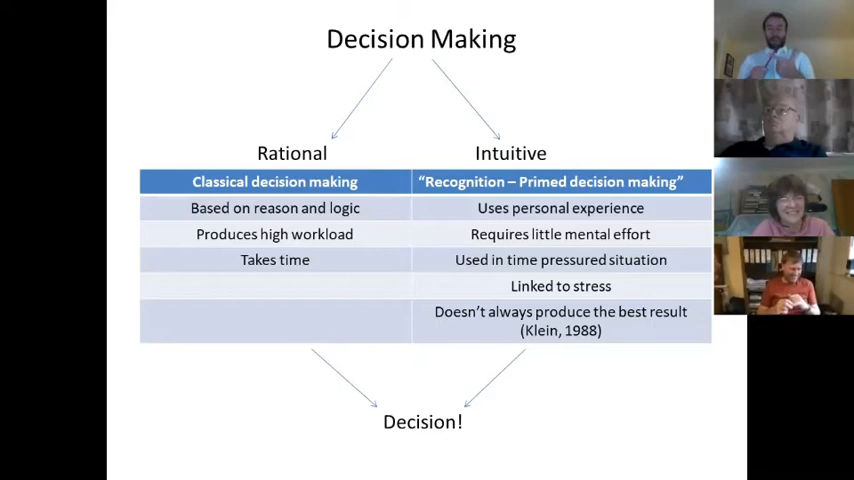 Decision Making
Rational
Intuitive
Classical decision making
“Recognition – Primed decision making”
Based on reason and logic
Uses personal experience
Produces high workload
Requires little mental effort
Takes time
Used in time pressured situation
Linked to stress
Doesn’t always produce the best result
(Klein, 1988)
Decision!